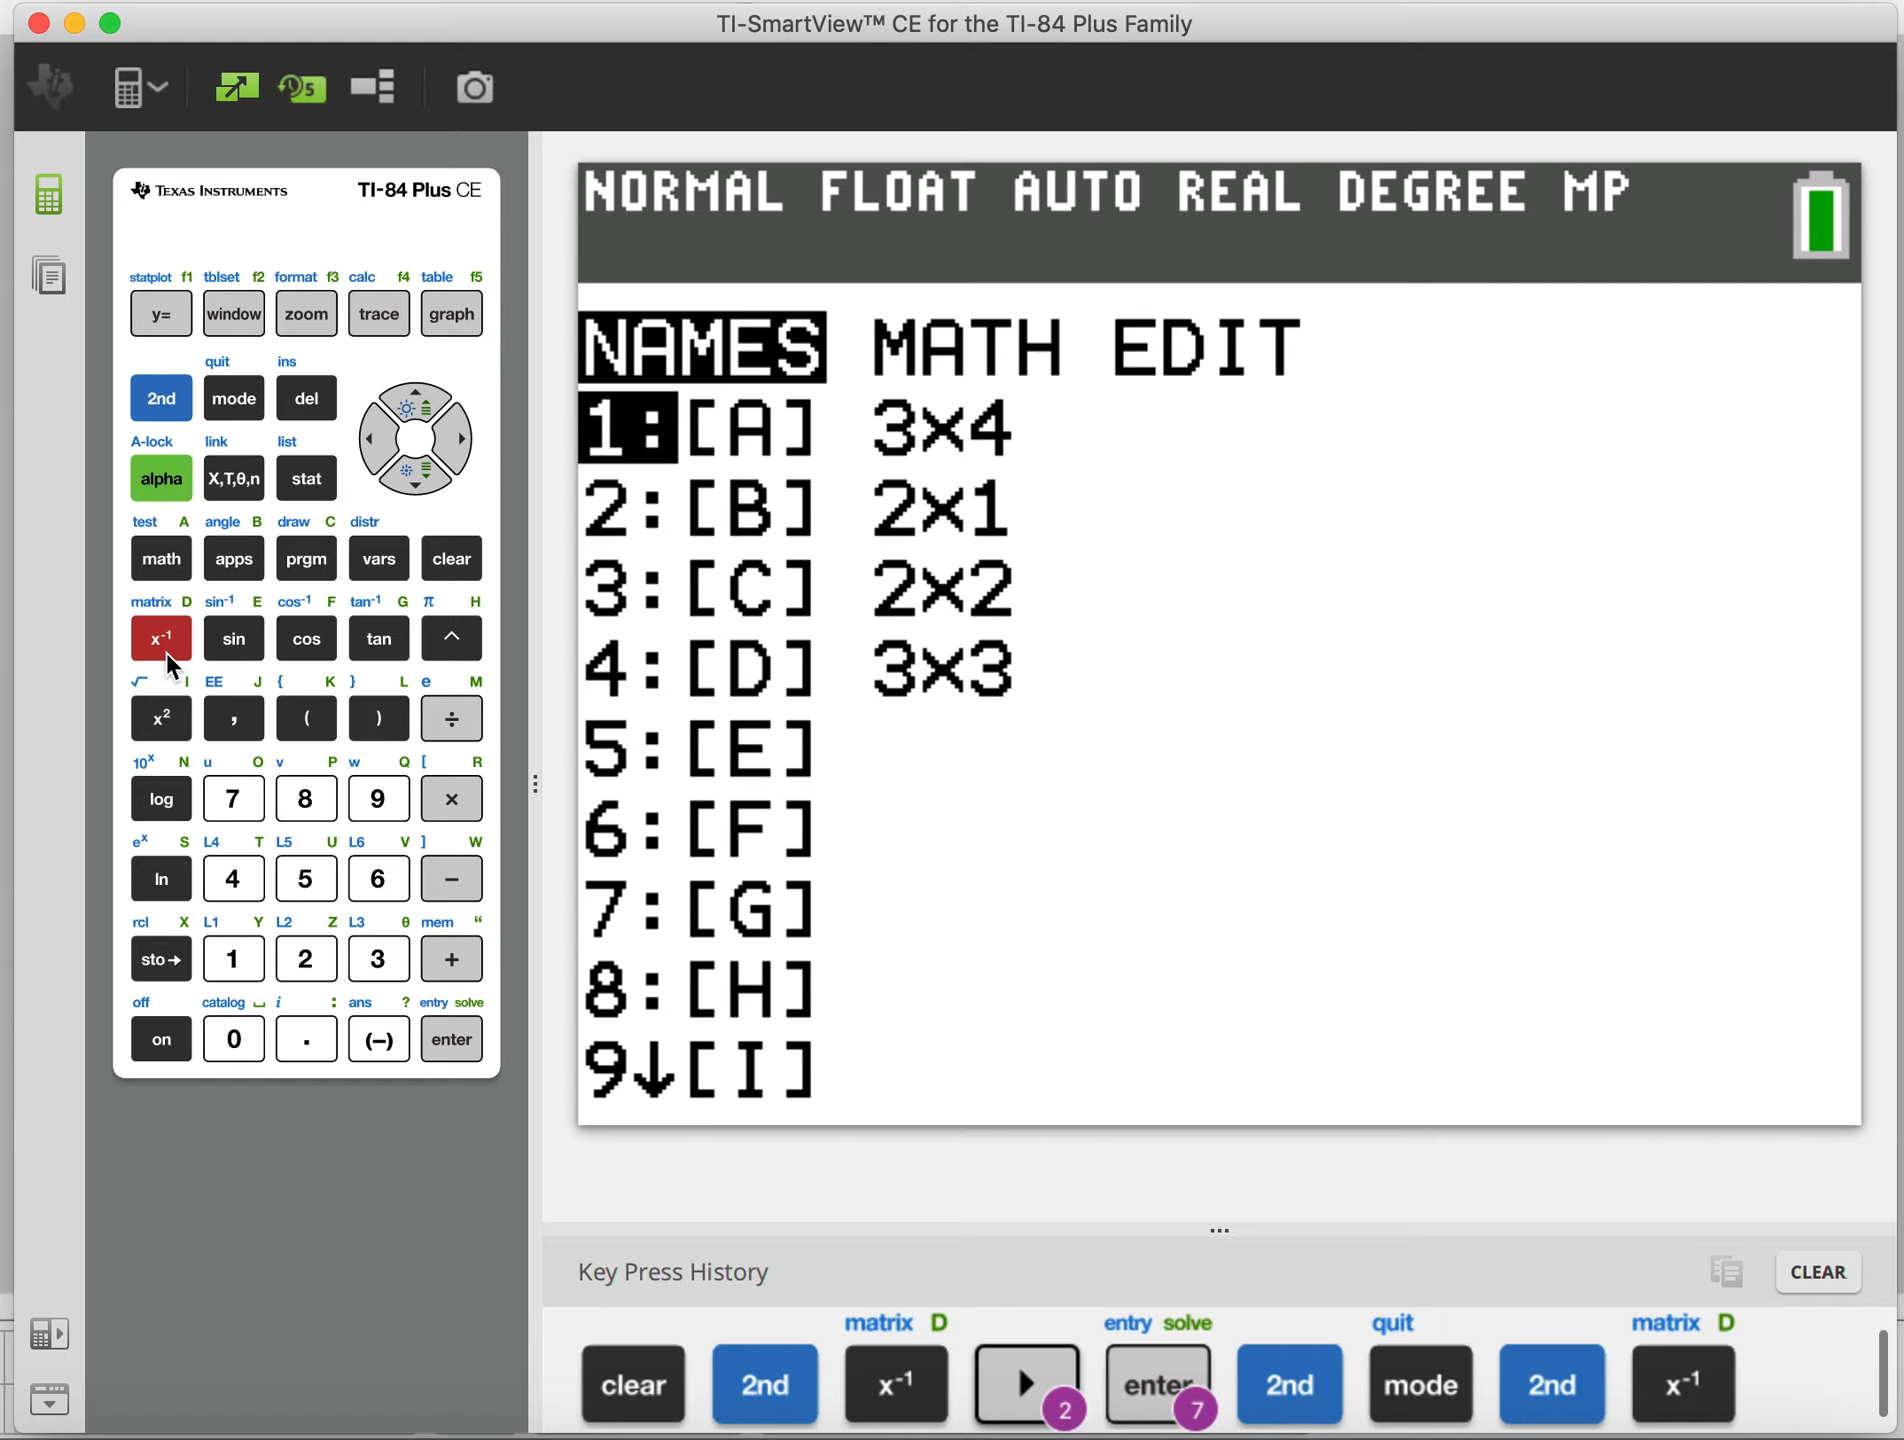 TI-SmartView™ CE for the TI-84 Plus Family
5
TEXAS INSTRUMENTS TI-84 Plus CE
statplot f1 tblset f2 format f3 calc f4 table f5
y= window zoom trace graph
quit ins
2nd mode del
A-lock link list
alpha X,T,θ,n stat
test A angle B draw C distr
math apps prgm vars clear
matrix D sin⁻¹ E cos⁻¹ F tan⁻¹ G π H
x⁻¹ sin cos tan ^
√ I EE J { K } L e M
x² , ( ) ÷
10ˣ N u O v P w Q [ R
log 7 8 9 ×
eˣ S L4 T L5 U L6 V ] W
ln 4 5 6 −
rcl X L1 Y L2 Z L3 θ mem “
sto→ 1 2 3 +
off catalog ⎵ i : ans ? entry solve
on 0 . (−) enter
NORMAL FLOAT AUTO REAL DEGREE MP
NAMES MATH EDIT
1:[A] 3×4
2:[B] 2×1
3:[C] 2×2
4:[D] 3×3
5:[E]
6:[F]
7:[G]
8:[H]
9↓[I]
Key Press History CLEAR
matrix D entry solve quit matrix D
clear 2nd x⁻¹ 2 enter 7 2nd mode 2nd x⁻¹